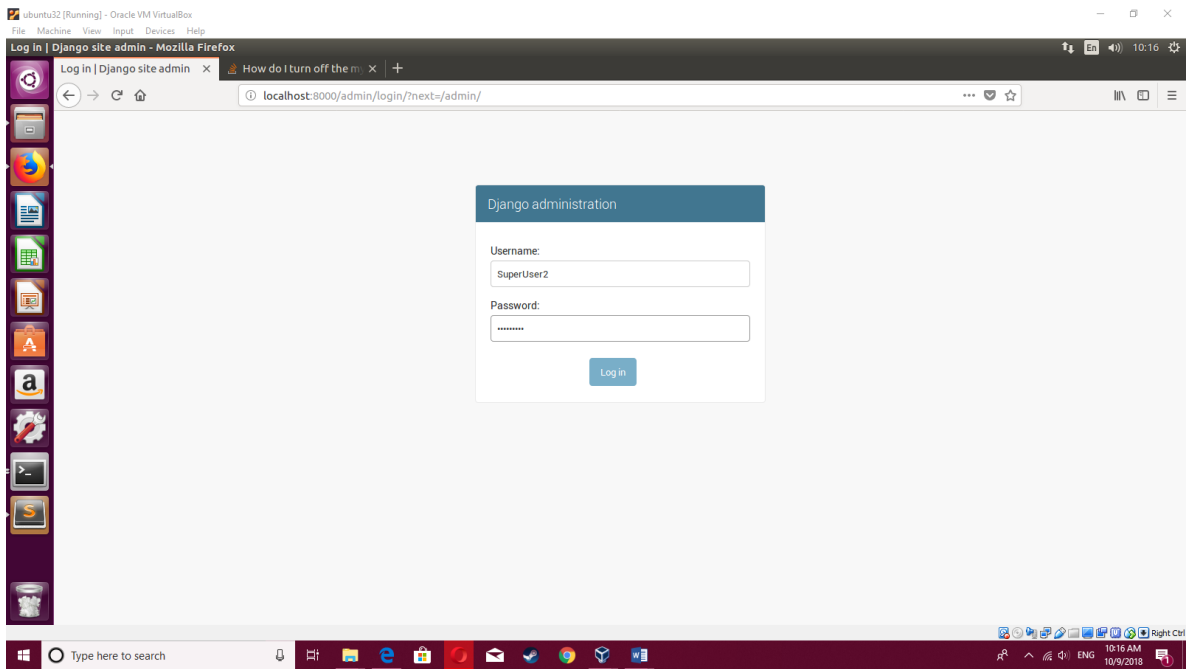 ubuntu32 [Running] - Oracle VM VirtualBox
File Machine View Input Devices Help
Log in | Django site admin - Mozilla Firefox
En 10:16
Log in | Django site admin
How do I turn off the m
localhost:8000/admin/login/?next=/admin/
Django administration
Username:
SuperUser2
Password:
Log in
Right Ctrl
Type here to search
ENG
10:16 AM
10/9/2018